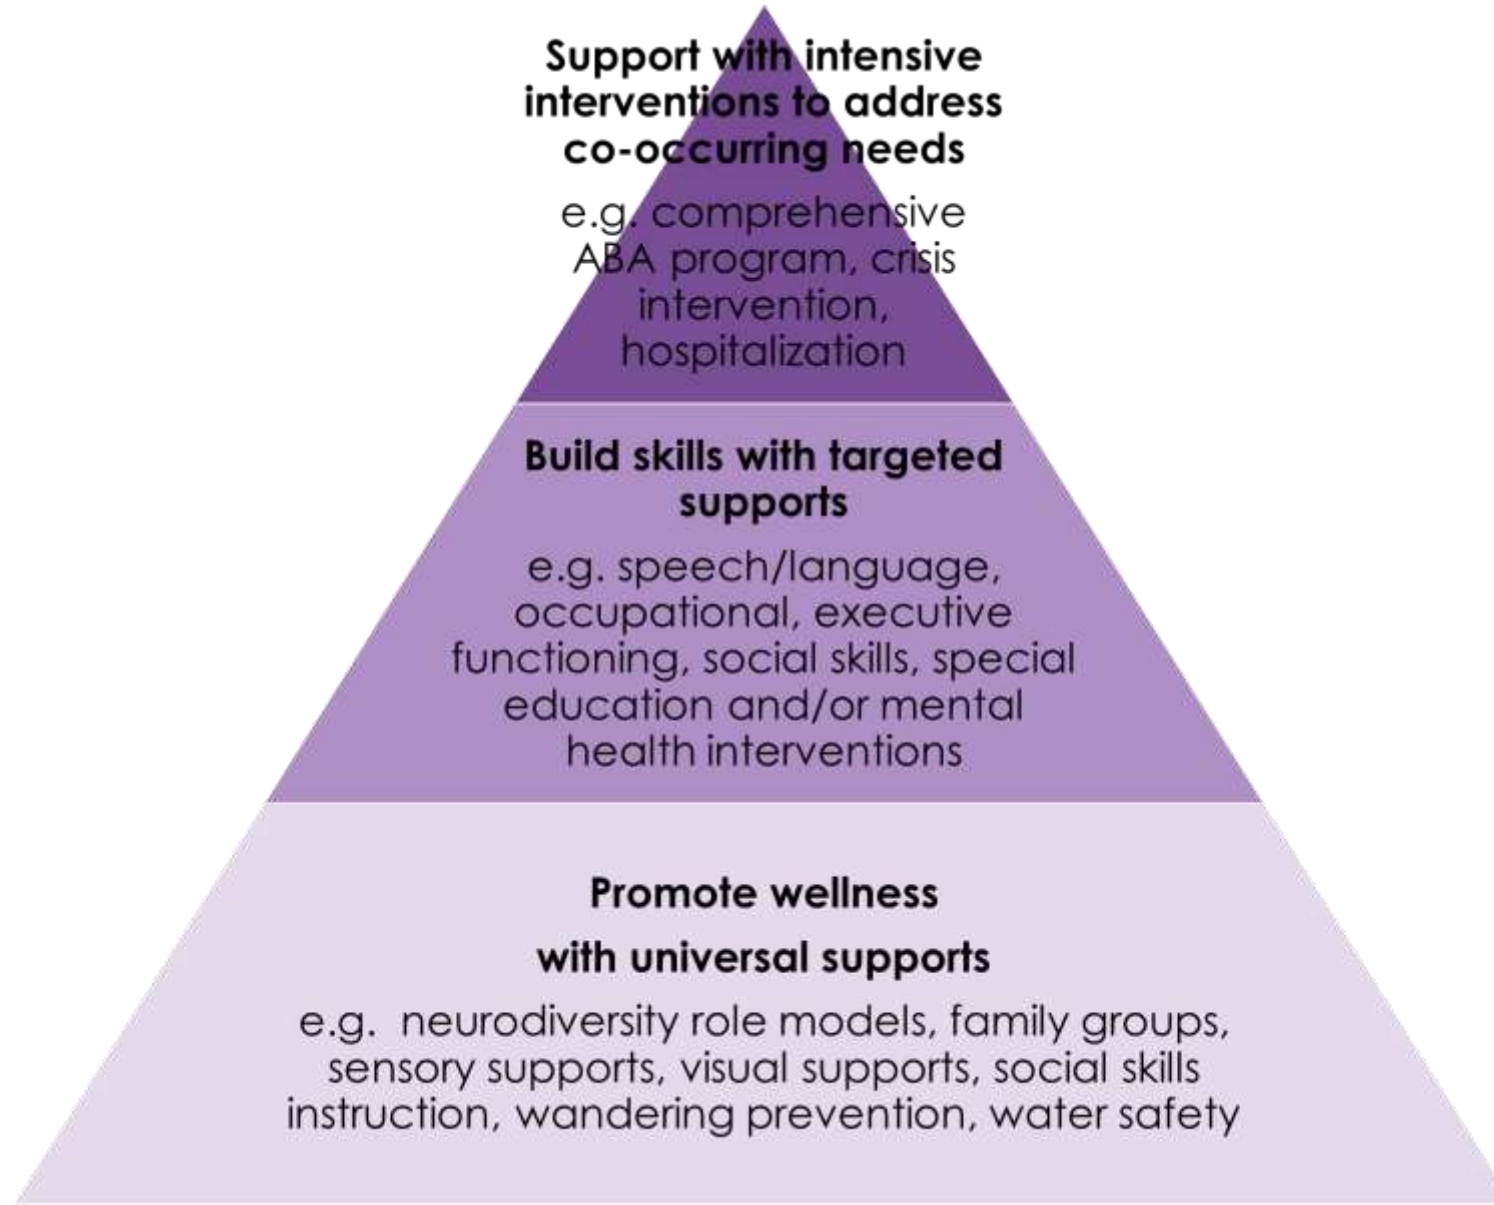 Support with intensive
interventions to address
co-occurring needs
e.g. comprehensive
ABA program, crisis
intervention,
hospitalization
Build skills with targeted
supports
e.g. speech/language,
occupational, executive
functioning, social skills, special
education and/or mental
health interventions
Promote wellness
with universal supports
e.g. neurodiversity role models, family groups,
sensory supports, visual supports, social skills
instruction, wandering prevention, water safety